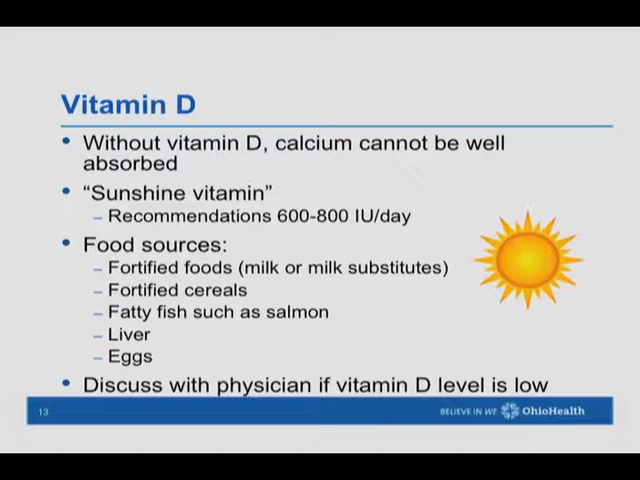 Vitamin D
• Without vitamin D, calcium cannot be well
absorbed
• “Sunshine vitamin”
– Recommendations 600-800 IU/day
• Food sources:
– Fortified foods (milk or milk substitutes)
– Fortified cereals
– Fatty fish such as salmon
– Liver
– Eggs
• Discuss with physician if vitamin D level is low
13
BELIEVE IN WE OhioHealth